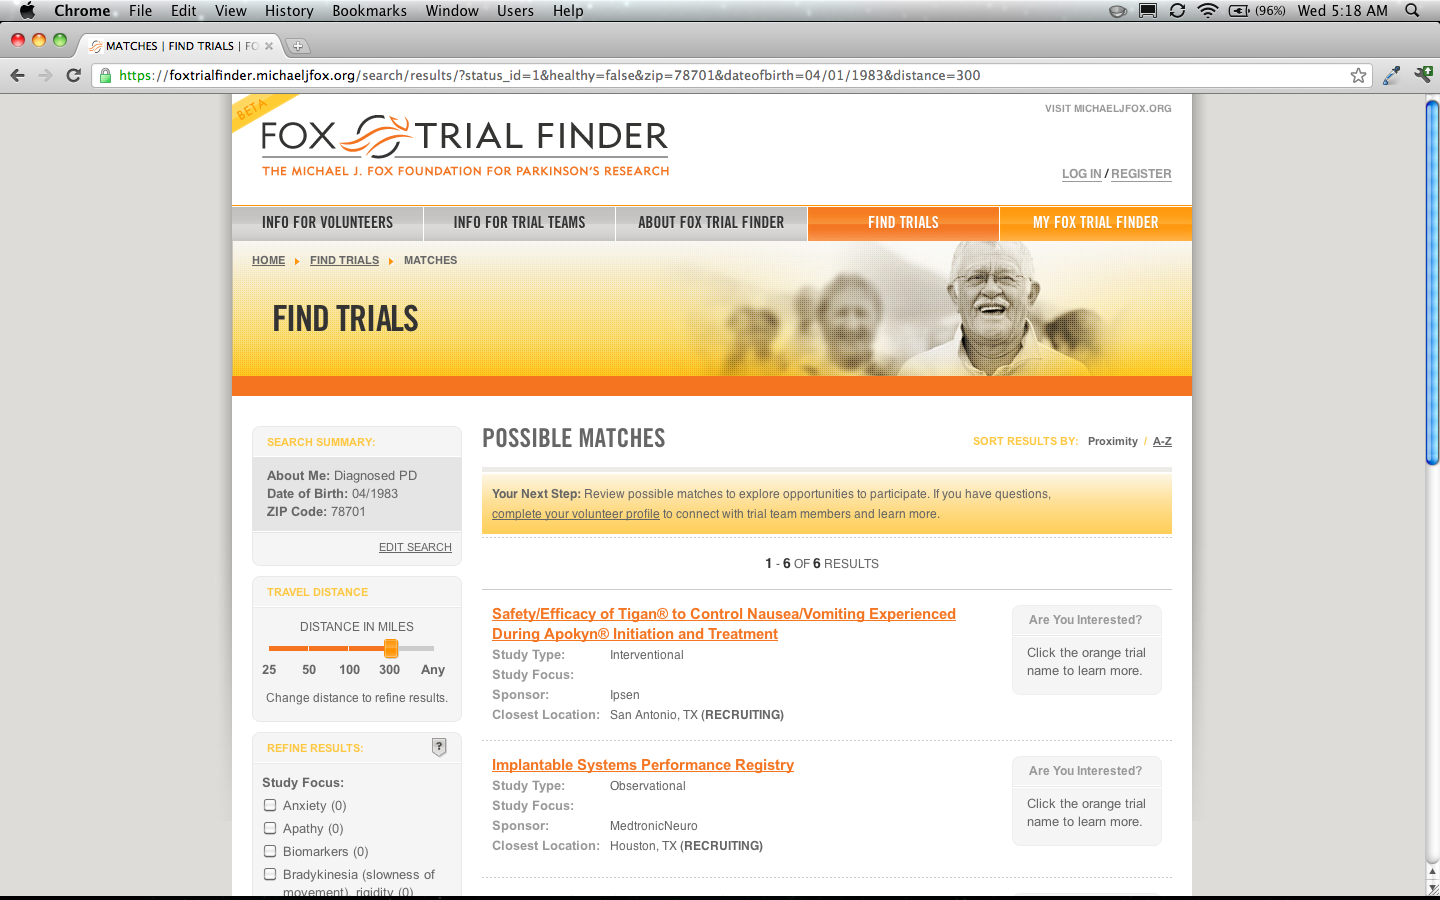 Chrome File Edit View History Bookmarks Window Users Help (96%) Wed 5:18 AM
MATCHES | FIND TRIALS | FO
https://foxtrialfinder.michaeljfox.org/search/results/?status_id=1&healthy=false&zip=78701&dateofbirth=04/01/1983&distance=300
BETA
VISIT MICHAELJFOX.ORG
FOX TRIAL FINDER
THE MICHAEL J. FOX FOUNDATION FOR PARKINSON'S RESEARCH
LOG IN / REGISTER
INFO FOR VOLUNTEERS INFO FOR TRIAL TEAMS ABOUT FOX TRIAL FINDER FIND TRIALS MY FOX TRIAL FINDER
HOME FIND TRIALS MATCHES
FIND TRIALS
SEARCH SUMMARY:
About Me: Diagnosed PD
Date of Birth: 04/1983
ZIP Code: 78701
EDIT SEARCH
TRAVEL DISTANCE
DISTANCE IN MILES
25 50 100 300 Any
Change distance to refine results.
REFINE RESULTS: ?
Study Focus:
Anxiety (0)
Apathy (0)
Biomarkers (0)
Bradykinesia (slowness of
movement), rigidity (0)
POSSIBLE MATCHES
SORT RESULTS BY: Proximity / A-Z
Your Next Step: Review possible matches to explore opportunities to participate. If you have questions,
complete your volunteer profile to connect with trial team members and learn more.
1 - 6 OF 6 RESULTS
Safety/Efficacy of Tigan® to Control Nausea/Vomiting Experienced
During Apokyn® Initiation and Treatment
Study Type: Interventional
Study Focus:
Sponsor: Ipsen
Closest Location: San Antonio, TX (RECRUITING)
Are You Interested?
Click the orange trial
name to learn more.
Implantable Systems Performance Registry
Study Type: Observational
Study Focus:
Sponsor: MedtronicNeuro
Closest Location: Houston, TX (RECRUITING)
Are You Interested?
Click the orange trial
name to learn more.